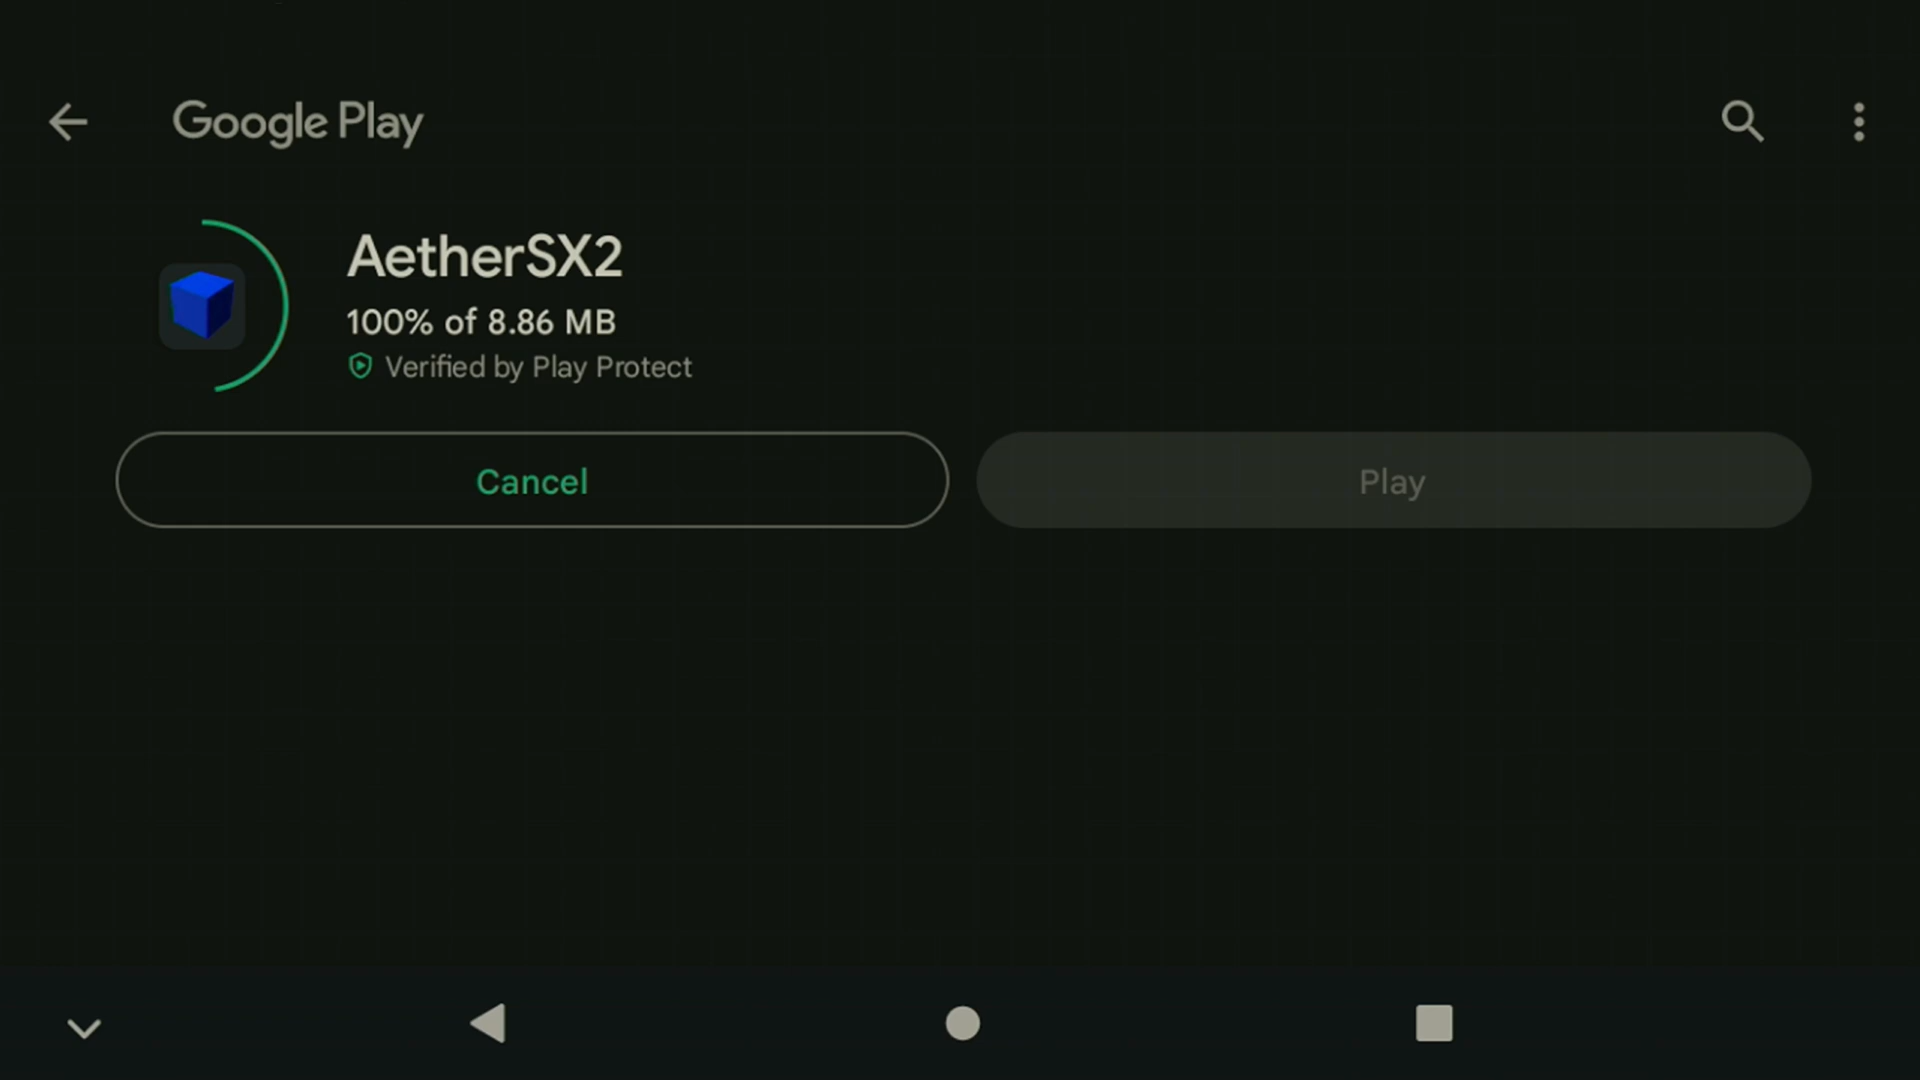 Google Play
AetherSX2
100% of 8.86 MB
Verified by Play Protect
Cancel
Play